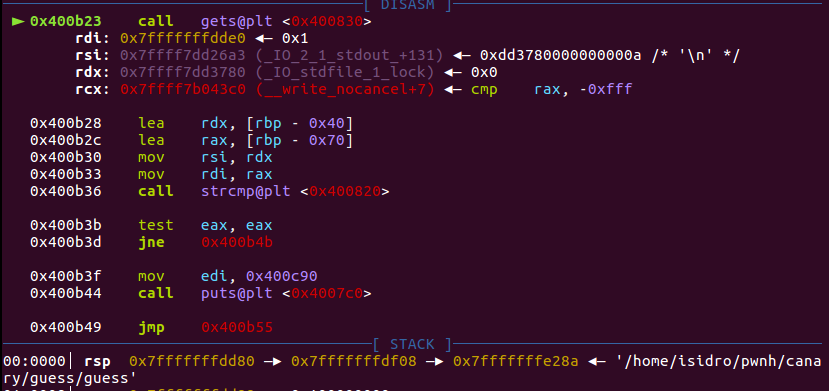 [ DISASM ]
► 0x400b23 call gets@plt <0x400830>
rdi: 0x7fffffffdde0 ◄— 0x1
rsi: 0x7ffff7dd26a3 (_IO_2_1_stdout_+131) ◄— 0xdd3780000000000a /* '\n' */
rdx: 0x7ffff7dd3780 (_IO_stdfile_1_lock) ◄— 0x0
rcx: 0x7ffff7b043c0 (__write_nocancel+7) ◄— cmp rax, -0xfff
0x400b28 lea rdx, [rbp - 0x40]
0x400b2c lea rax, [rbp - 0x70]
0x400b30 mov rsi, rdx
0x400b33 mov rdi, rax
0x400b36 call strcmp@plt <0x400820>
0x400b3b test eax, eax
0x400b3d jne 0x400b4b
0x400b3f mov edi, 0x400c90
0x400b44 call puts@plt <0x4007c0>
0x400b49 jmp 0x400b55
[ STACK ]
00:0000│ rsp 0x7fffffffdd80 —► 0x7fffffffdf08 —► 0x7fffffffe28a ◄— '/home/isidro/pwnh/cana
ry/guess/guess'